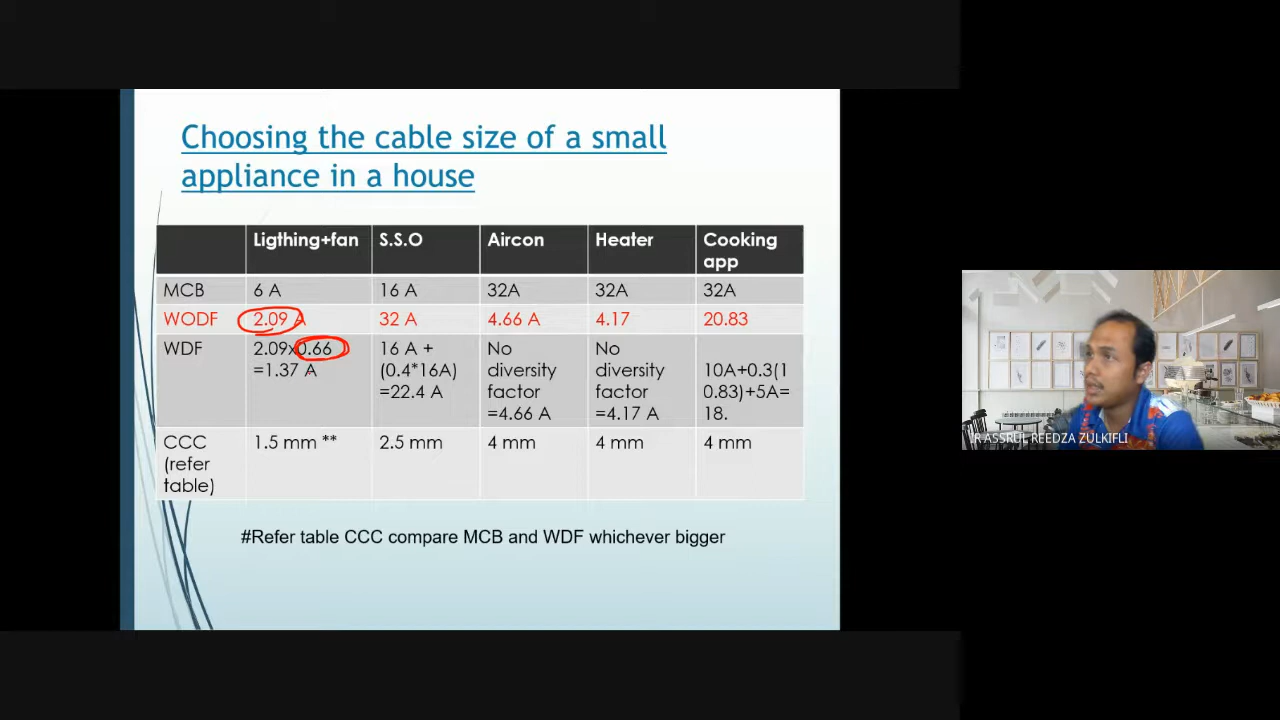 Choosing the cable size of a small
appliance in a house
Ligthing+fan S.S.O Aircon Heater Cooking app
MCB 6 A 16 A 32A 32A 32A
WODF 2.09 A 32 A 4.66 A 4.17 20.83
WDF 2.09x0.66 =1.37 A 16 A + (0.4*16A) =22.4 A No diversity factor =4.66 A No diversity factor =4.17 A 10A+0.3(10.83)+5A= 18.
CCC (refer table) 1.5 mm ** 2.5 mm 4 mm 4 mm 4 mm
#Refer table CCC compare MCB and WDF whichever bigger
ASSRUL REEDZA ZULKIFLI